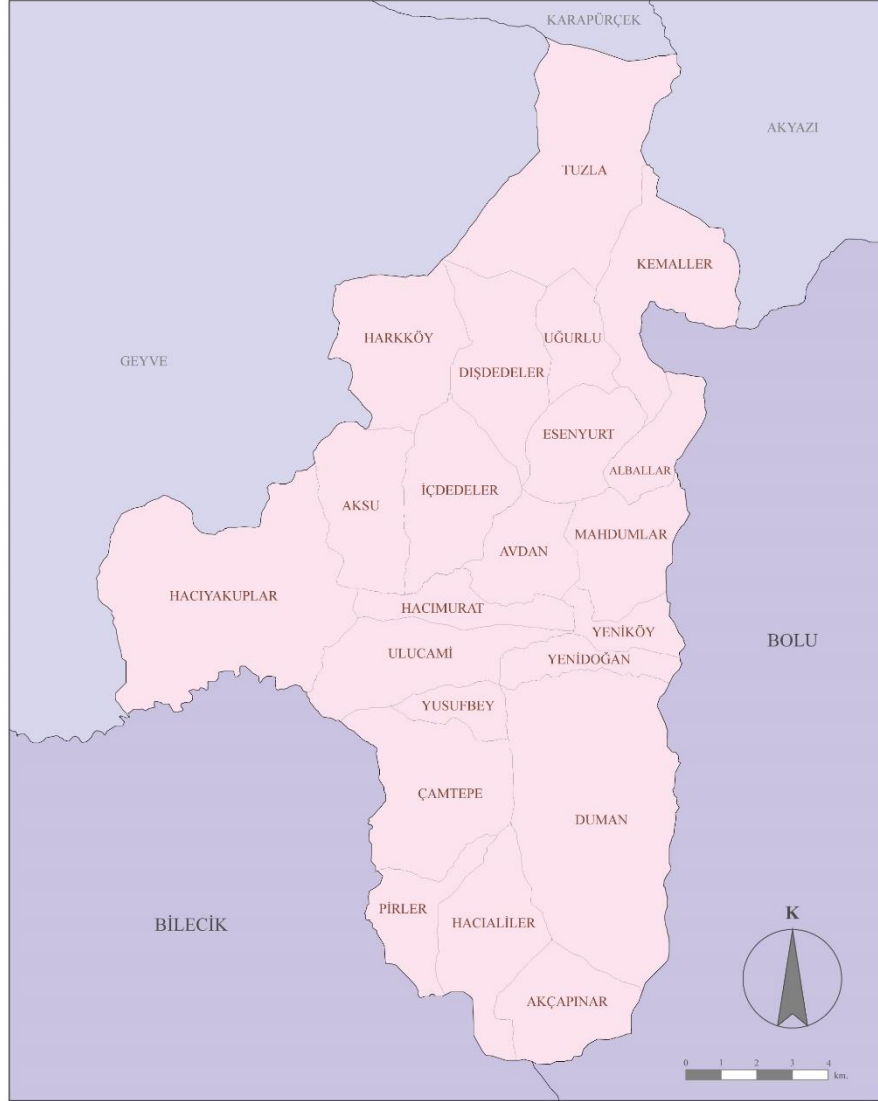 KARAPÜRÇEK
AKYAZI
TUZLA
KEMALLER
HARKKÖY
UĞURLU
GEYVE
DIŞDEDELER
ESENYURT
ALBALLAR
İÇDEDELER
AKSU
MAHDUMLAR
AVDAN
HACIYAKUPLAR
HACIMURAT
YENİKÖY
BOLU
ULUCAMİ
YENİDOĞAN
YUSUFBEY
ÇAMTEPE
DUMAN
PİRLER
K
BİLECİK
HACIALİLER
AKÇAPINAR
0 1 2 3 4
km.